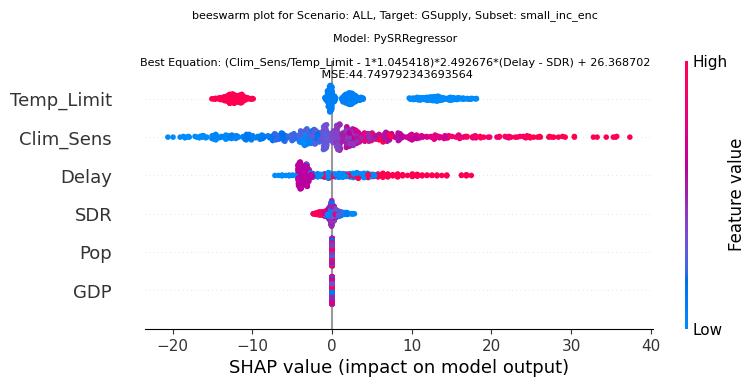 beeswarm plot for Scenario: ALL, Target: GSupply, Subset: small_inc_enc
Model: PySRRegressor
Best Equation: (Clim_Sens/Temp_Limit - 1*1.045418)*2.492676*(Delay - SDR) + 26.368702
MSE:44.749792343693564
High
Temp_Limit
Clim_Sens
Delay
SDR
Pop
GDP
Feature value
Low
−20 −10 0 10 20 30 40
SHAP value (impact on model output)